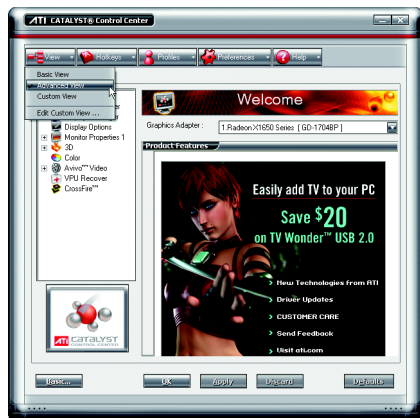 ATI CATALYST® Control Center
View Hotkeys Profiles Preferences Help
Basic View
Advanced View
Custom View
Edit Custom View ...
Welcome
Graphics Adapter : 1.Radeon X1650 Series [ GD-1704BP ]
Product Features
Display Options
Monitor Properties 1
3D
Color
Avivo™ Video
VPU Recover
CrossFire™
Easily add TV to your PC
Save $20
on TV Wonder™ USB 2.0
New Technologies from ATI
Driver Updates
CUSTOMER CARE
Send Feedback
Visit ati.com
ATI CATALYST
CONTROL CENTER
Basic... OK Apply Discard Defaults